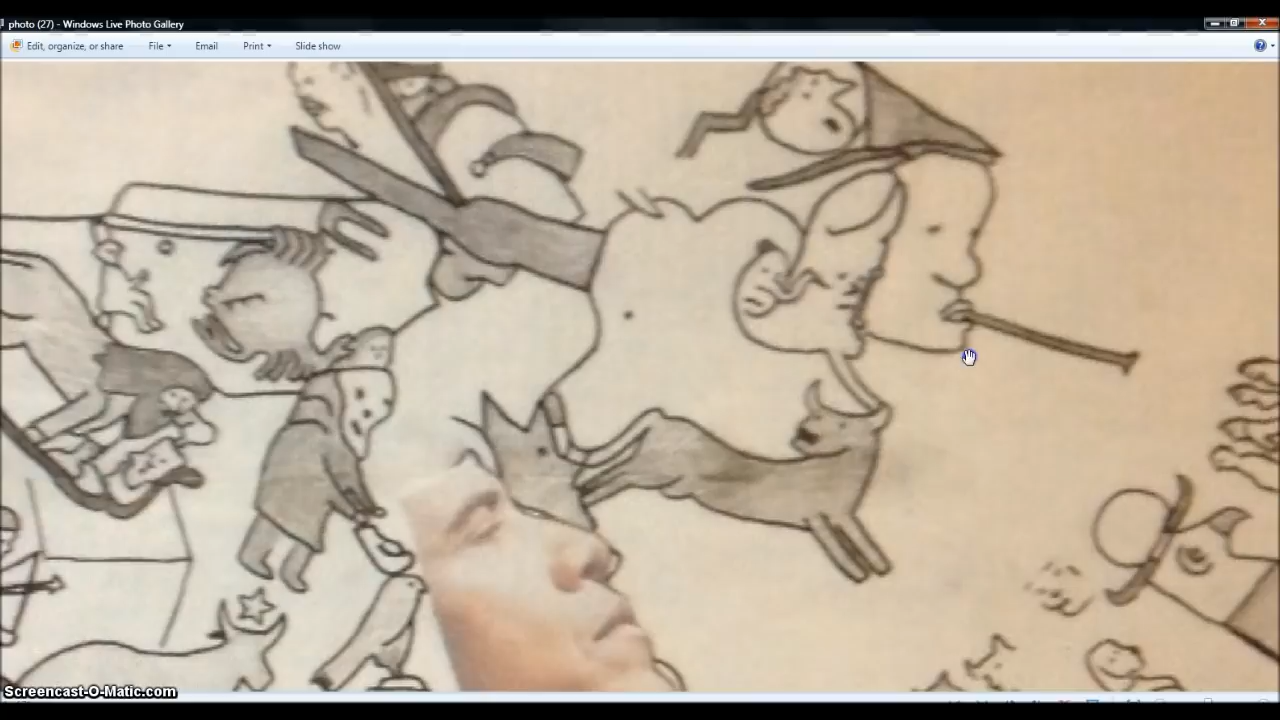 photo (27) - Windows Live Photo Gallery
Edit, organize, or share File Email Print Slide show
Screencast-O-Matic.com